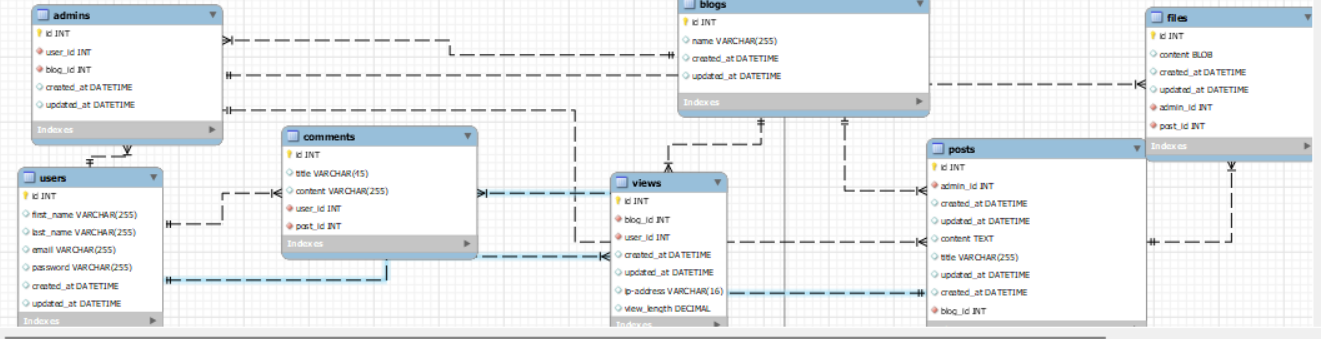 admins
id INT
user_id INT
blog_id INT
created_at DATETIME
updated_at DATETIME
Indexes
users
id INT
first_name VARCHAR(255)
last_name VARCHAR(255)
email VARCHAR(255)
password VARCHAR(255)
created_at DATETIME
updated_at DATETIME
Indexes
comments
id INT
title VARCHAR(45)
content VARCHAR(255)
user_id INT
post_id INT
Indexes
blogs
id INT
name VARCHAR(255)
created_at DATETIME
updated_at DATETIME
Indexes
views
id INT
blog_id INT
user_id INT
created_at DATETIME
updated_at DATETIME
ip-address VARCHAR(16)
view_length DECIMAL
Indexes
posts
id INT
admin_id INT
created_at DATETIME
updated_at DATETIME
content TEXT
title VARCHAR(255)
updated_at DATETIME
created_at DATETIME
blog_id INT
files
id INT
content BLOB
created_at DATETIME
updated_at DATETIME
admin_id INT
post_id INT
Indexes